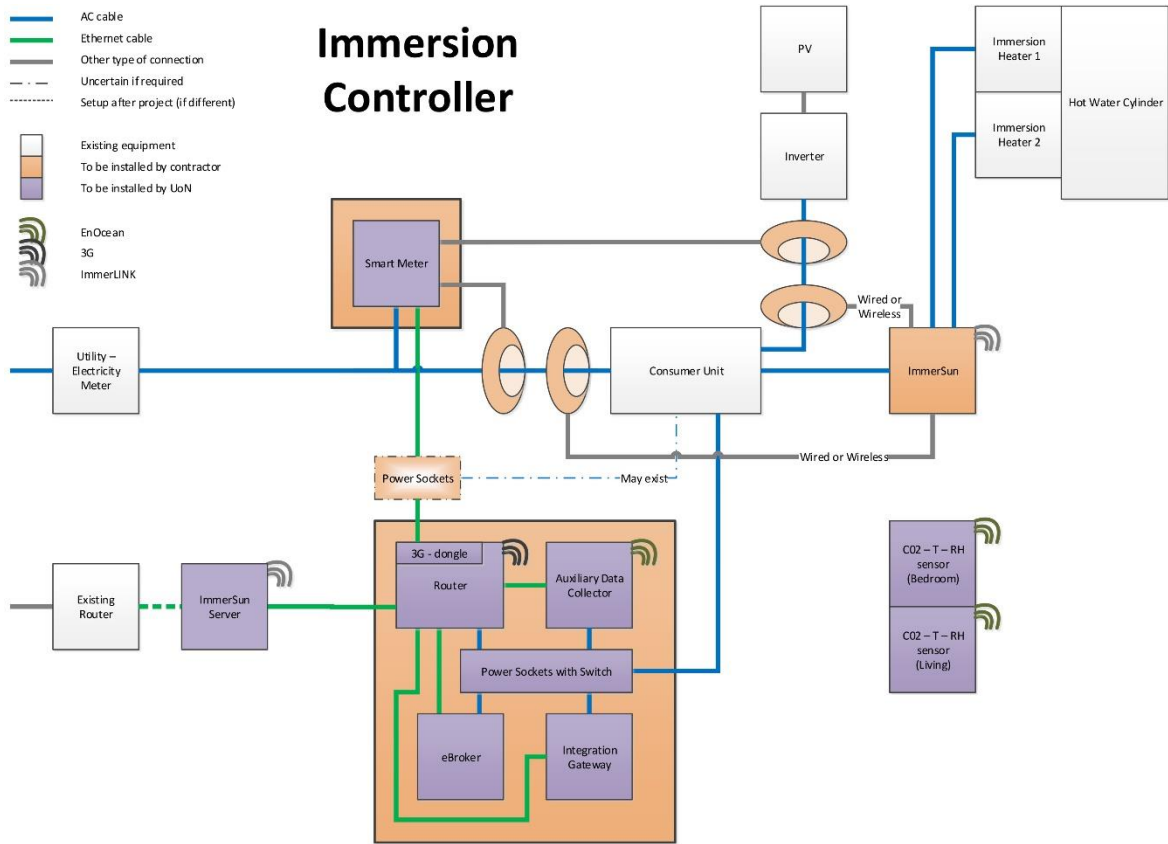 AC cable
Ethernet cable
Other type of connection
Uncertain if required
Setup after project (if different)
Existing equipment
To be installed by contractor
To be installed by UoN
EnOcean
3G
ImmerLINK
Immersion
Controller
PV
Inverter
Immersion
Heater 1
Immersion
Heater 2
Hot Water Cylinder
Smart Meter
Wired or
Wireless
Utility –
Electricity
Meter
Consumer Unit
ImmerSun
Wired or Wireless
Power Sockets
May exist
3G - dongle
Router
Auxiliary Data
Collector
Existing
Router
ImmerSun
Server
Power Sockets with Switch
eBroker
Integration
Gateway
C02 – T – RH
sensor
(Bedroom)
C02 – T – RH
sensor
(Living)